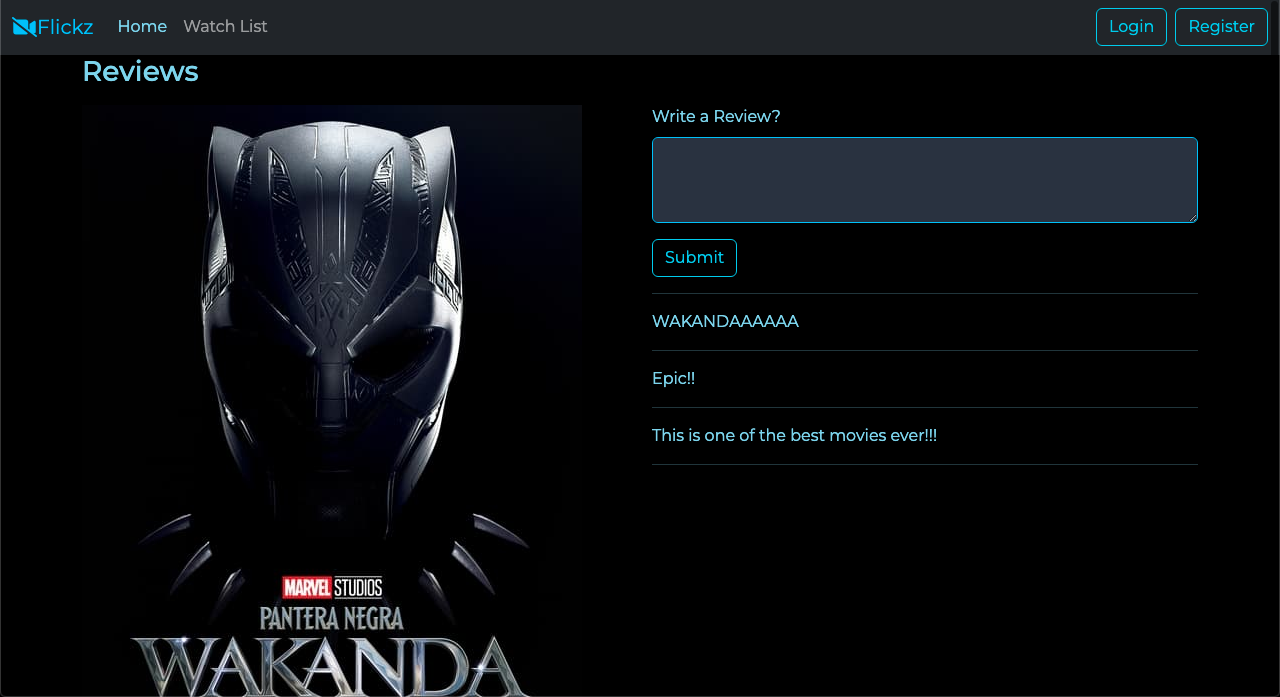 Flickz Home Watch List Login Register
Reviews
Write a Review?
Submit
WAKANDAAAAAA
Epic!!
This is one of the best movies ever!!!
MARVEL STUDIOS
PANTERA NEGRA
WAKANDA